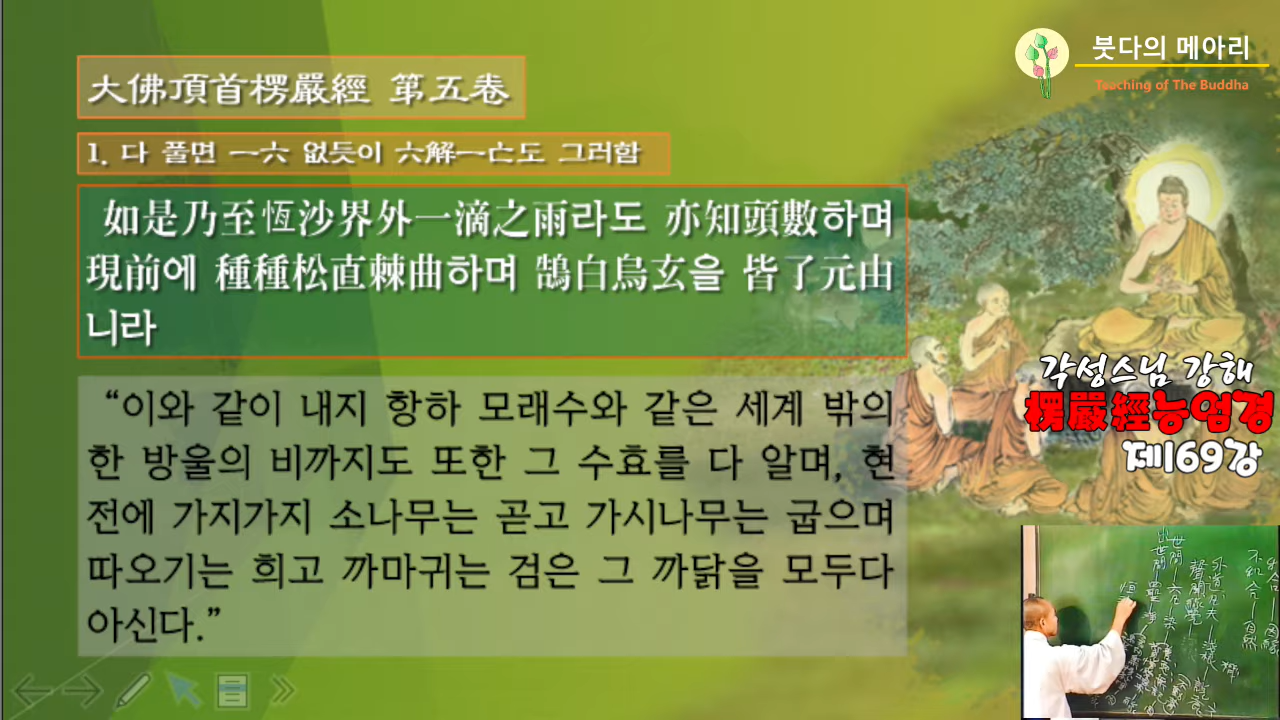 大佛頂首楞嚴經 第五卷
1. 다 풀면 一六 없듯이 六解一亡도 그러함
如是乃至恆沙界外一滴之雨라도 亦知頭數하며
現前에 種種松直棘曲하며 鵠白烏玄을 皆了元由
니라
“이와 같이 내지 항하 모래수와 같은 세계 밖의
한 방울의 비까지도 또한 그 수효를 다 알며, 현
전에 가지가지 소나무는 곧고 가시나무는 굽으며
따오기는 희고 까마귀는 검은 그 까닭을 모두다
아신다.”
붓다의 메아리
Teaching of The Buddha
각성스님 강해
楞嚴經능엄경
제169강